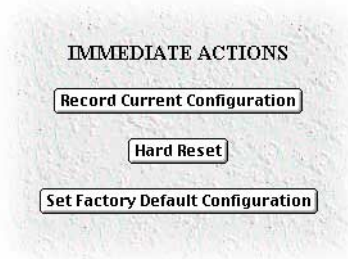 IMMEDIATE ACTIONS
Record Current Configuration
Hard Reset
Set Factory Default Configuration